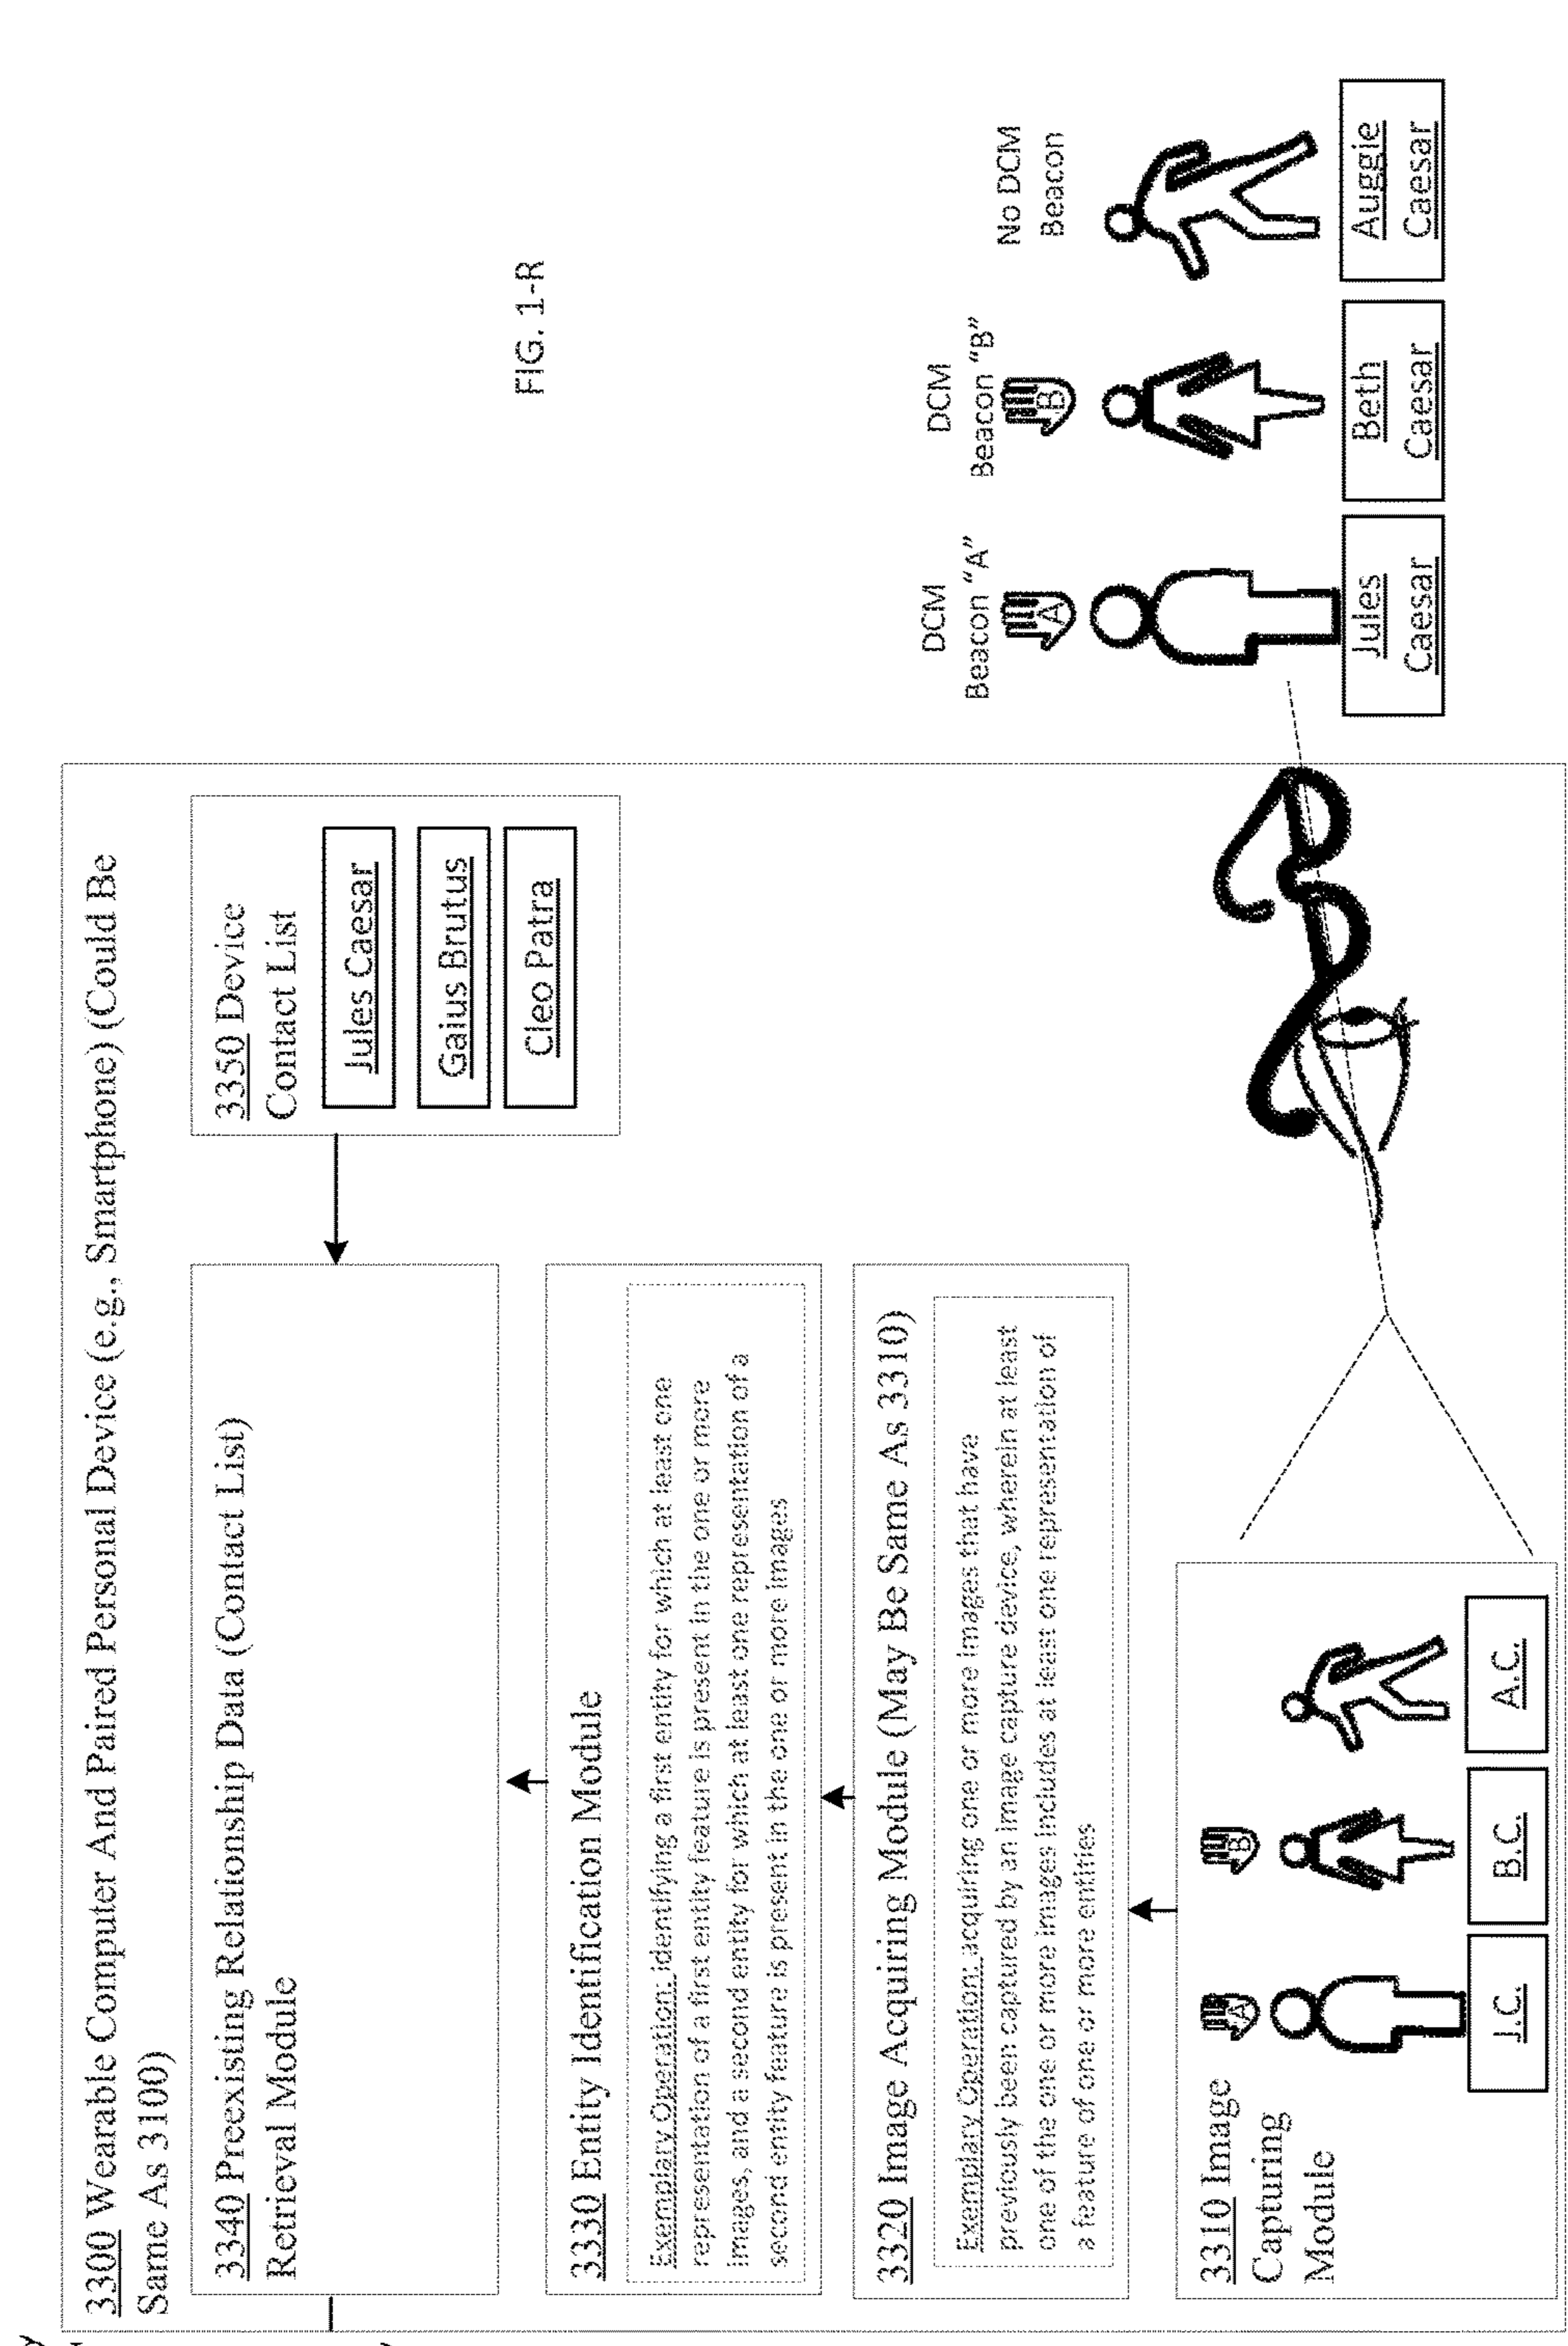 3300 Wearable Computer And Paired Personal Device (e.g., Smartphone) (Could Be
Same As 3100)
3340 Preexisting Relationship Data (Contact List)
Retrieval Module
3350 Device
Contact List
Jules Caesar
Gaius Brutus
Cleo Patra
3330 Entity Identification Module
Exemplary Operation: identifying a first entity for which at least one
representation of a first entity feature is present in the one or more
images, and a second entity for which at least one representation of a
second entity feature is present in the one or more images
3320 Image Acquiring Module (May Be Same As 3310)
Exemplary Operation: acquiring one or more images that have
previously been captured by an image capture device, wherein at least
one of the one or more images includes at least one representation of
a feature of one or more entities
3310 Image
Capturing
Module
A
B
J.C.
B.C.
A.C.
FIG. 1-R
DCM
Beacon "A"
A
Jules
Caesar
DCM
Beacon "B"
B
Beth
Caesar
No DCM
Beacon
Auggie
Caesar